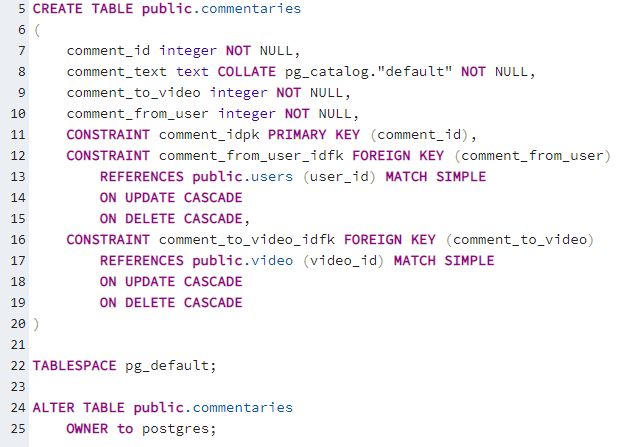 5 CREATE TABLE public.commentaries
6 (
7     comment_id integer NOT NULL,
8     comment_text text COLLATE pg_catalog."default" NOT NULL,
9     comment_to_video integer NOT NULL,
10     comment_from_user integer NOT NULL,
11     CONSTRAINT comment_idpk PRIMARY KEY (comment_id),
12     CONSTRAINT comment_from_user_idfk FOREIGN KEY (comment_from_user)
13         REFERENCES public.users (user_id) MATCH SIMPLE
14         ON UPDATE CASCADE
15         ON DELETE CASCADE,
16     CONSTRAINT comment_to_video_idfk FOREIGN KEY (comment_to_video)
17         REFERENCES public.video (video_id) MATCH SIMPLE
18         ON UPDATE CASCADE
19         ON DELETE CASCADE
20 )
21
22 TABLESPACE pg_default;
23
24 ALTER TABLE public.commentaries
25     OWNER to postgres;